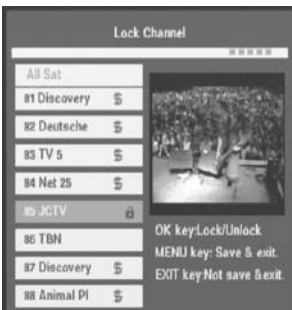 Lock Channel
All Sat
81 Discovery $
82 Deutsche $
83 TV 5 $
84 Net 25 $
85 JCTV
86 TBN
87 Discovery $
88 Animal Pl $
OK key:Lock/Unlock
MENU key: Save & exit.
EXIT key:Not save &exit.